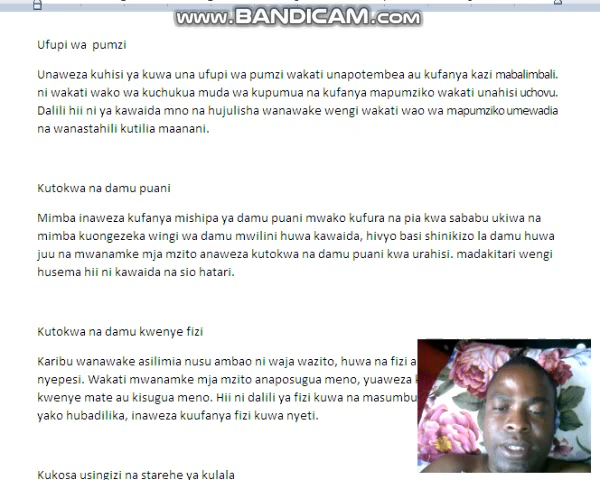 www.BANDICAM.com
Ufupi wa pumzi
Unaweza kuhisi ya kuwa una ufupi wa pumzi wakati unapotembea au kufanya kazi mabalimbali.
ni wakati wako wa kuchukua muda wa kupumua na kufanya mapumziko wakati unahisi uchovu.
Dalili hii ni ya kawaida mno na hujulisha wanawake wengi wakati wao wa mapumziko umewadia
na wanastahili kutilia maanani.
Kutokwa na damu puani
Mimba inaweza kufanya mishipa ya damu puani mwako kufura na pia kwa sababu ukiwa na
mimba kuongezeka wingi wa damu mwilini huwa kawaida, hivyo basi shinikizo la damu huwa
juu na mwanamke mja mzito anaweza kutokwa na damu puani kwa urahisi. madakitari wengi
husema hii ni kawaida na sio hatari.
Kutokwa na damu kwenye fizi
Karibu wanawake asilimia nusu ambao ni waja wazito, huwa na fizi
nyepesi. Wakati mwanamke mja mzito anaposugua meno, yuaweza
kwenye mate au kisugua meno. Hii ni dalili ya fizi kuwa na
yako hubadilika, inaweza kuufanya fizi kuwa nyeti.
Kukosa usingizi na starehe ya kulala